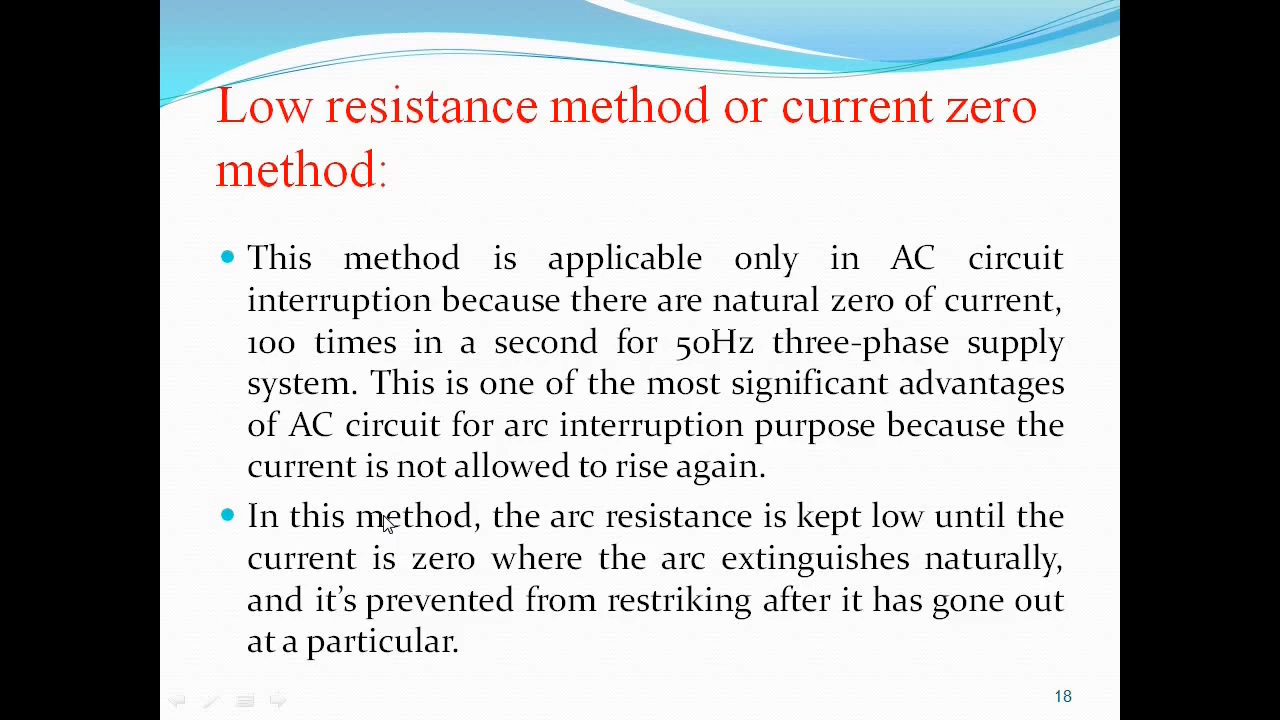 Low resistance method or current zero
method:
• This method is applicable only in AC circuit
interruption because there are natural zero of current,
100 times in a second for 50Hz three-phase supply
system. This is one of the most significant advantages
of AC circuit for arc interruption purpose because the
current is not allowed to rise again.
• In this method, the arc resistance is kept low until the
current is zero where the arc extinguishes naturally,
and it’s prevented from restriking after it has gone out
at a particular.
18